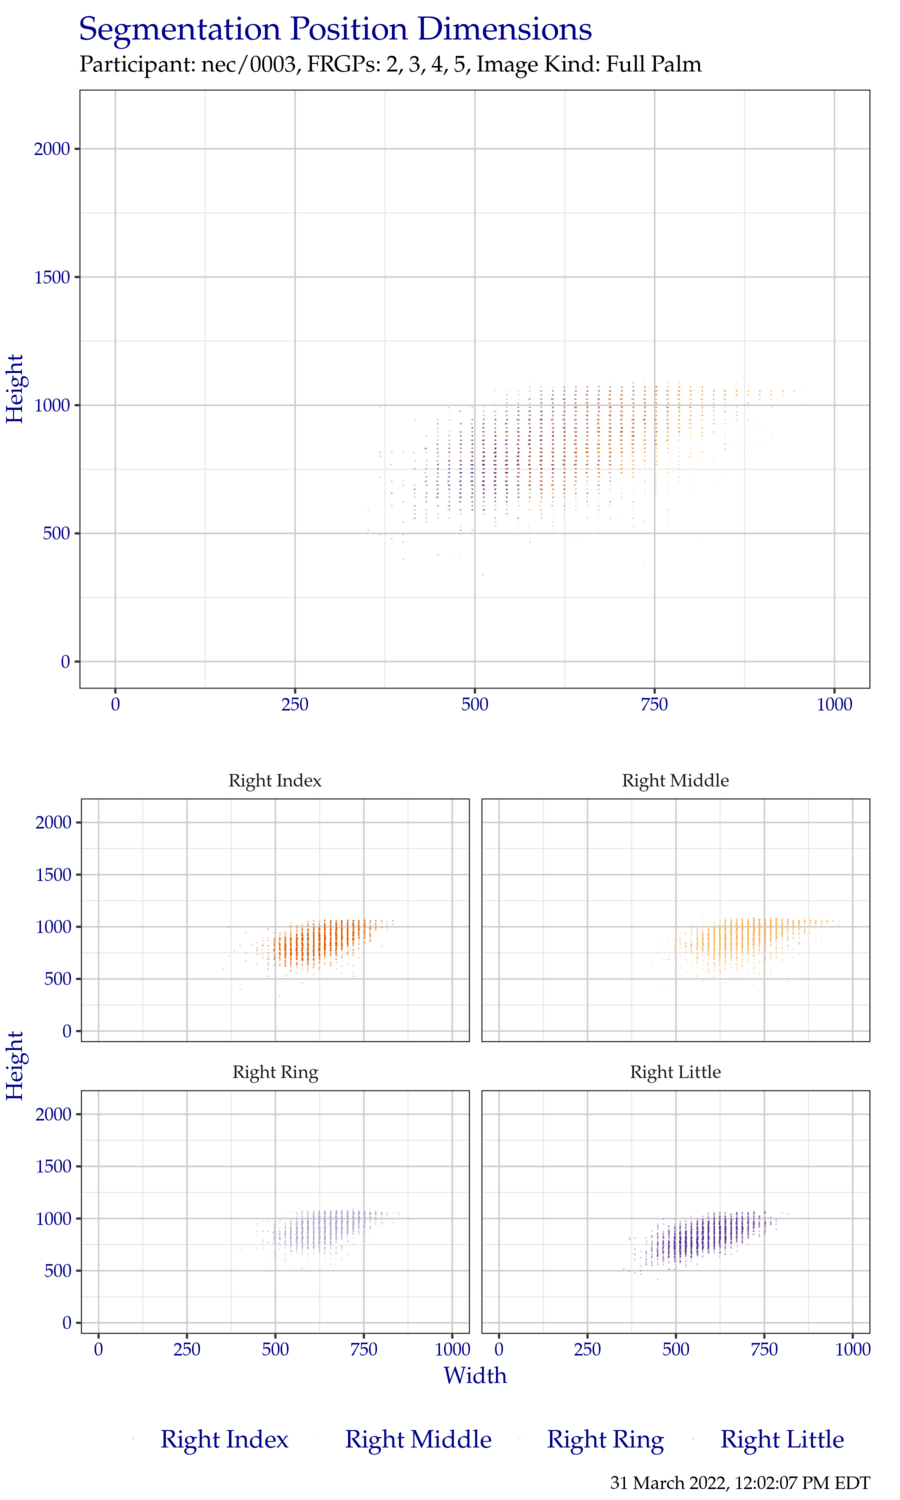 Segmentation Position Dimensions
Participant: nec/0003, FRGPs: 2, 3, 4, 5, Image Kind: Full Palm
Height
2000
1500
1000
500
0
0 250 500 750 1000
Right Index Right Middle
2000
1500
1000
500
0
Height
Right Ring Right Little
2000
1500
1000
500
0
0 250 500 750 1000 0 250 500 750 1000
Width
Right Index Right Middle Right Ring Right Little
31 March 2022, 12:02:07 PM EDT